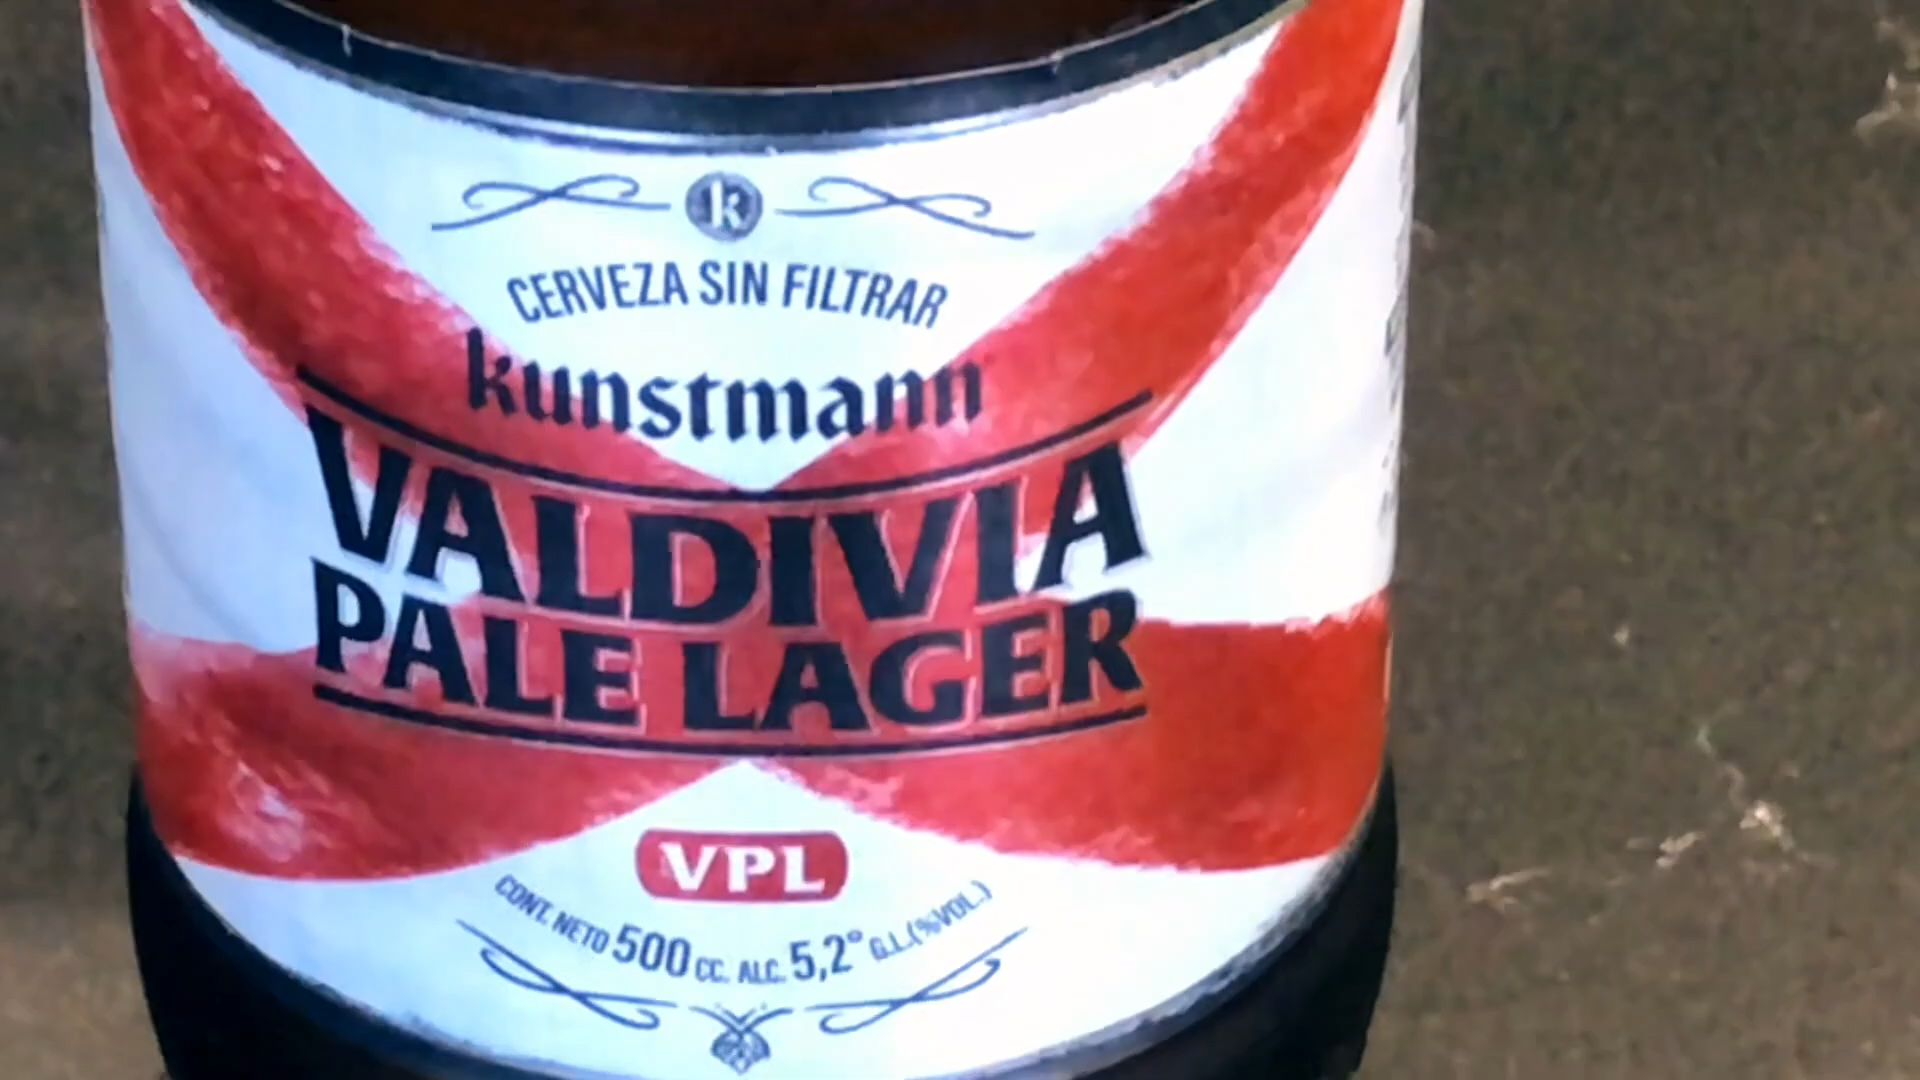 k
CERVEZA SIN FILTRAR
kunstmann
VALDIVIA
PALE LAGER
VPL
CONT. NETO 500 CC. ALC. 5,2° G.L.(%VOL.)